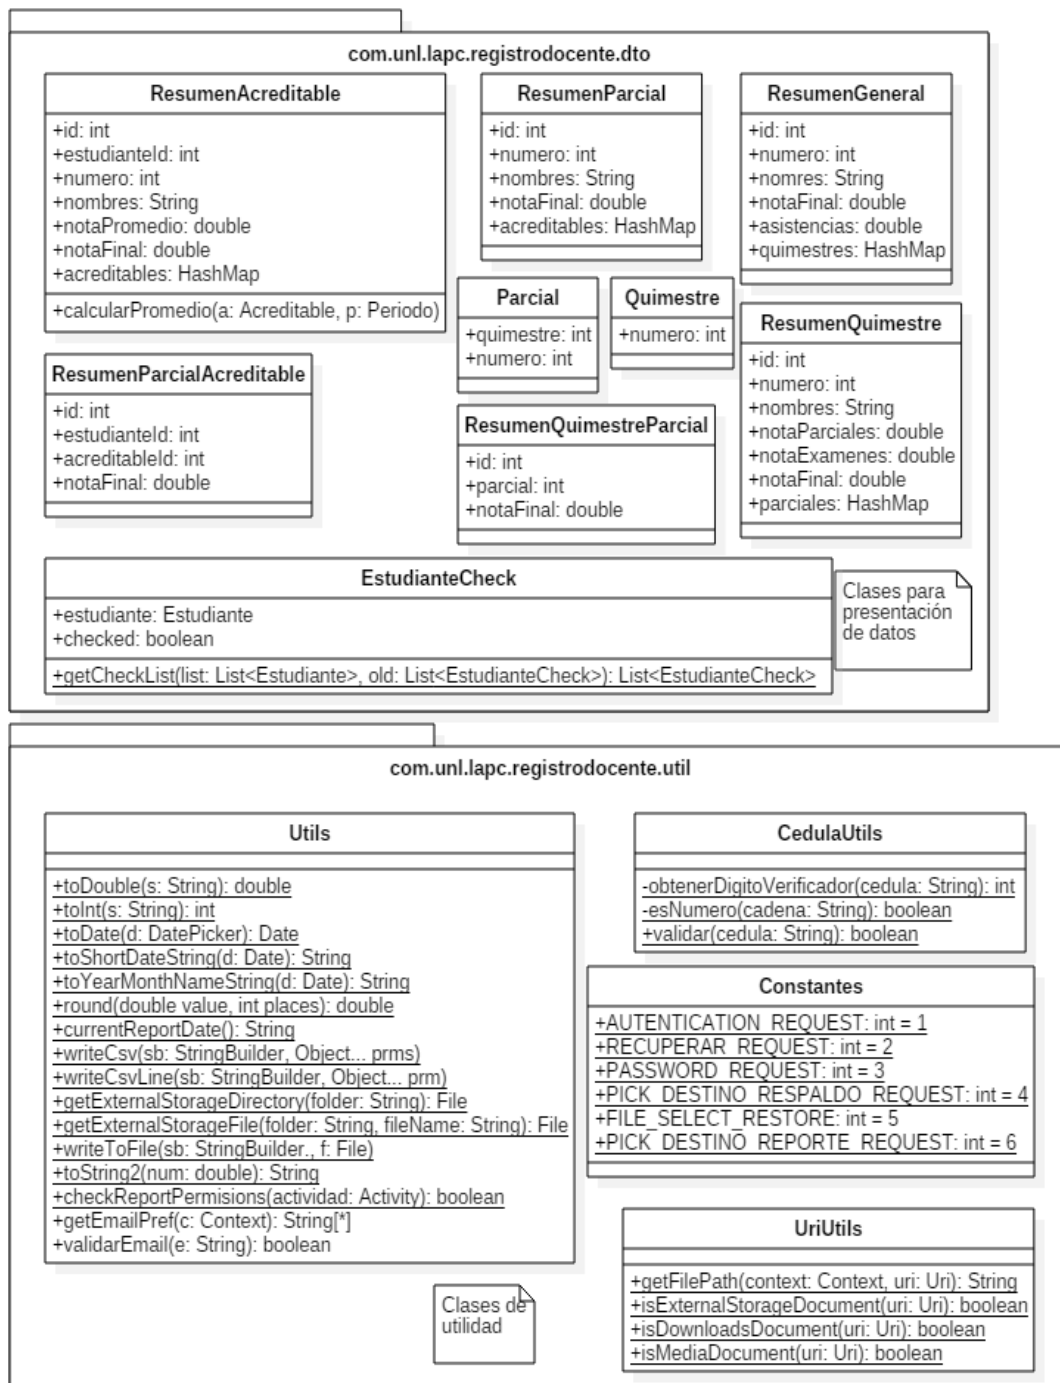 com.unl.lapc.registrodocente.dto
ResumenAcreditable
+id: int
+estudianteId: int
+numero: int
+nombres: String
+notaPromedio: double
+notaFinal: double
+acreditables: HashMap
+calcularPromedio(a: Acreditable, p: Periodo)
ResumenParcial
+id: int
+numero: int
+nombres: String
+notaFinal: double
+acreditables: HashMap
ResumenGeneral
+id: int
+numero: int
+nomres: String
+notaFinal: double
+asistencias: double
+quimestres: HashMap
Parcial
+quimestre: int
+numero: int
Quimestre
+numero: int
ResumenQuimestre
+id: int
+numero: int
+nombres: String
+notaParciales: double
+notaExamenes: double
+notaFinal: double
+parciales: HashMap
ResumenParcialAcreditable
+id: int
+estudianteId: int
+acreditableId: int
+notaFinal: double
ResumenQuimestreParcial
+id: int
+parcial: int
+notaFinal: double
EstudianteCheck
+estudiante: Estudiante
+checked: boolean
+getCheckList(list: List<Estudiante>, old: List<EstudianteCheck>): List<EstudianteCheck>
Clases para
presentación
de datos
com.unl.lapc.registrodocente.util
Utils
+toDouble(s: String): double
+toInt(s: String): int
+toDate(d: DatePicker): Date
+toShortDateString(d: Date): String
+toYearMonthNameString(d: Date): String
+round(double value, int places): double
+currentReportDate(): String
+writeCsv(sb: StringBuilder, Object... prms)
+writeCsvLine(sb: StringBuilder, Object... prm)
+getExternalStorageDirectory(folder: String): File
+getExternalStorageFile(folder: String, fileName: String): File
+writeToFile(sb: StringBuilder., f: File)
+toString2(num: double): String
+checkReportPermisions(actividad: Activity): boolean
+getEmailPref(c: Context): String[*]
+validarEmail(e: String): boolean
CedulaUtils
-obtenerDigitoVerificador(cedula: String): int
-esNumero(cadena: String): boolean
+validar(cedula: String): boolean
Constantes
+AUTENTICATION_REQUEST: int = 1
+RECUPERAR_REQUEST: int = 2
+PASSWORD_REQUEST: int = 3
+PICK_DESTINO_RESPALDO_REQUEST: int = 4
+FILE_SELECT_RESTORE: int = 5
+PICK_DESTINO_REPORTE_REQUEST: int = 6
UriUtils
+getFilePath(context: Context, uri: Uri): String
+isExternalStorageDocument(uri: Uri): boolean
+isDownloadsDocument(uri: Uri): boolean
+isMediaDocument(uri: Uri): boolean
Clases de
utilidad